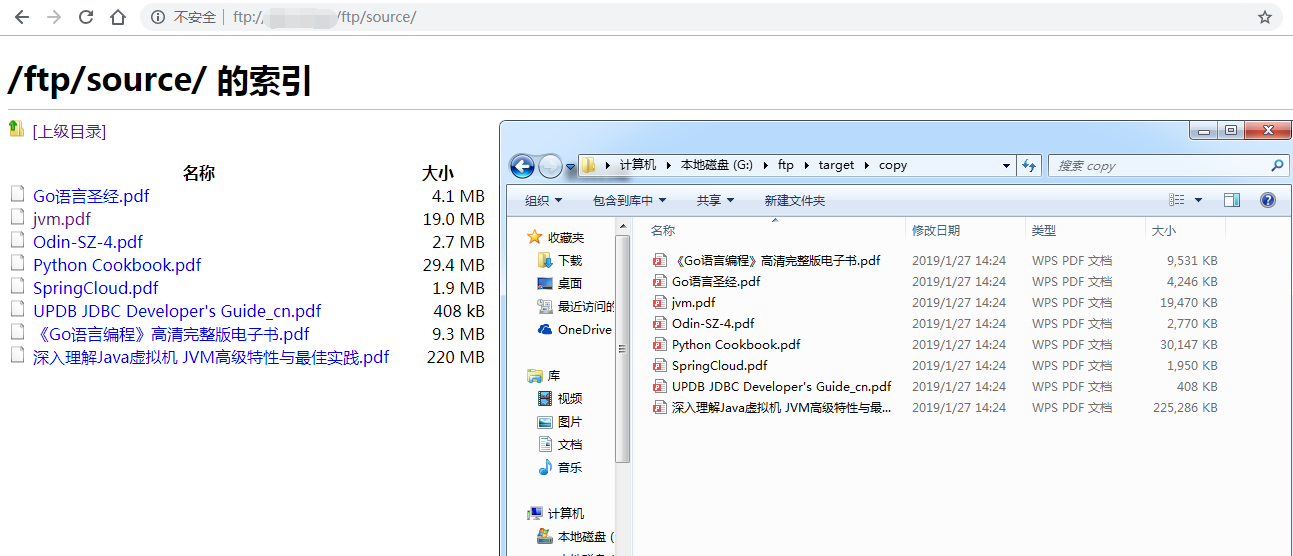 不安全 ftp:// /ftp/source/
/ftp/source/ 的索引
[上级目录]
名称 大小
Go语言圣经.pdf 4.1 MB
jvm.pdf 19.0 MB
Odin-SZ-4.pdf 2.7 MB
Python Cookbook.pdf 29.4 MB
SpringCloud.pdf 1.9 MB
UPDB JDBC Developer's Guide_cn.pdf 408 kB
《Go语言编程》高清完整版电子书.pdf 9.3 MB
深入理解Java虚拟机 JVM高级特性与最佳实践.pdf 220 MB
计算机 本地磁盘 (G:) ftp target copy 搜索 copy
组织 包含到库中 共享 新建文件夹
收藏夹
下载
桌面
最近访问的
OneDrive
库
视频
图片
文档
音乐
计算机
本地磁盘 (
名称 修改日期 类型 大小
《Go语言编程》高清完整版电子书.pdf 2019/1/27 14:24 WPS PDF 文档 9,531 KB
Go语言圣经.pdf 2019/1/27 14:24 WPS PDF 文档 4,246 KB
jvm.pdf 2019/1/27 14:24 WPS PDF 文档 19,470 KB
Odin-SZ-4.pdf 2019/1/27 14:24 WPS PDF 文档 2,770 KB
Python Cookbook.pdf 2019/1/27 14:24 WPS PDF 文档 30,147 KB
SpringCloud.pdf 2019/1/27 14:24 WPS PDF 文档 1,950 KB
UPDB JDBC Developer's Guide_cn.pdf 2019/1/27 14:24 WPS PDF 文档 408 KB
深入理解Java虚拟机 JVM高级特性与最... 2019/1/27 14:24 WPS PDF 文档 225,286 KB